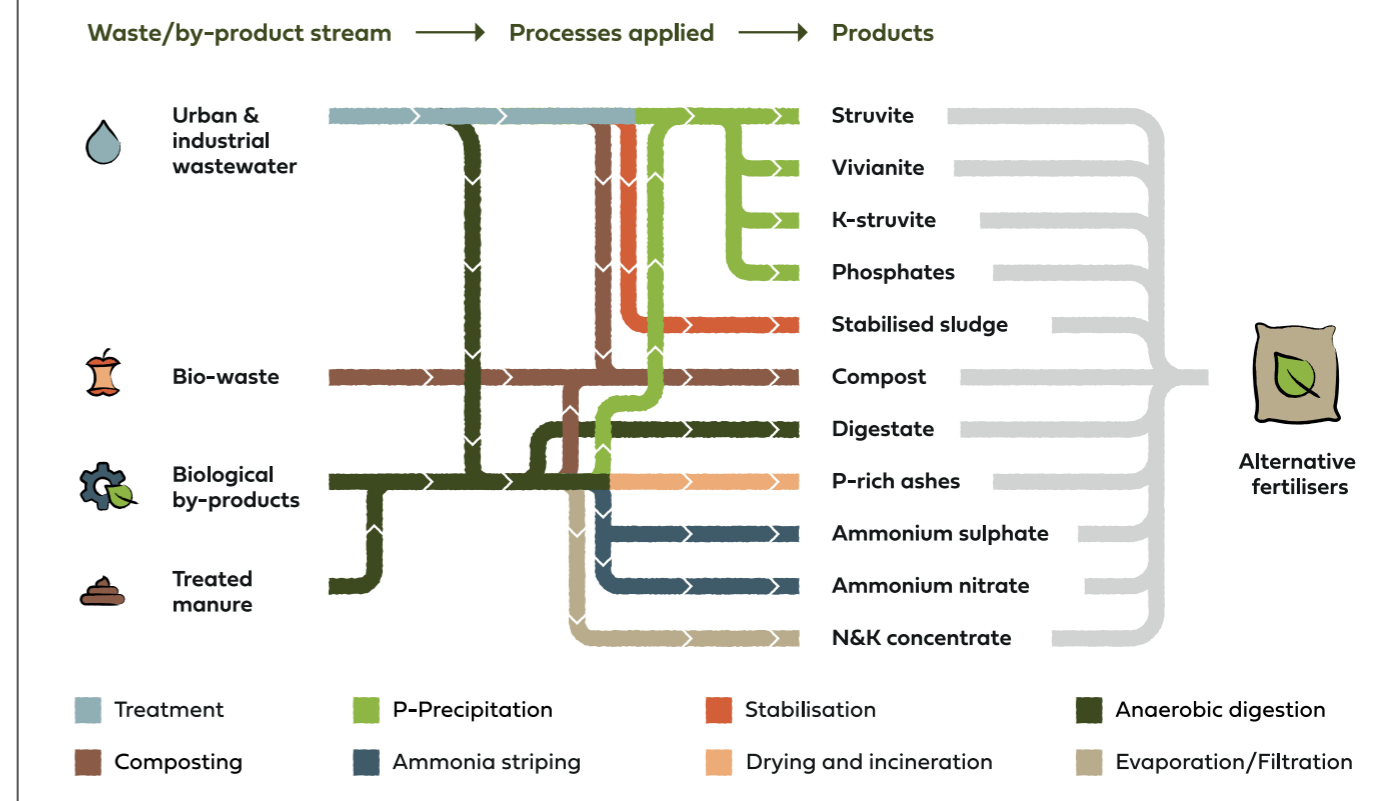 Waste/by-product stream
Processes applied
Products
Urban &
industrial
wastewater
Bio-waste
Biological
by-products
Treated
manure
Struvite
Vivianite
K-struvite
Phosphates
Stabilised sludge
Compost
Digestate
P-rich ashes
Ammonium sulphate
Ammonium nitrate
N&K concentrate
Alternative
fertilisers
Treatment
P-Precipitation
Stabilisation
Anaerobic digestion
Composting
Ammonia striping
Drying and incineration
Evaporation/Filtration